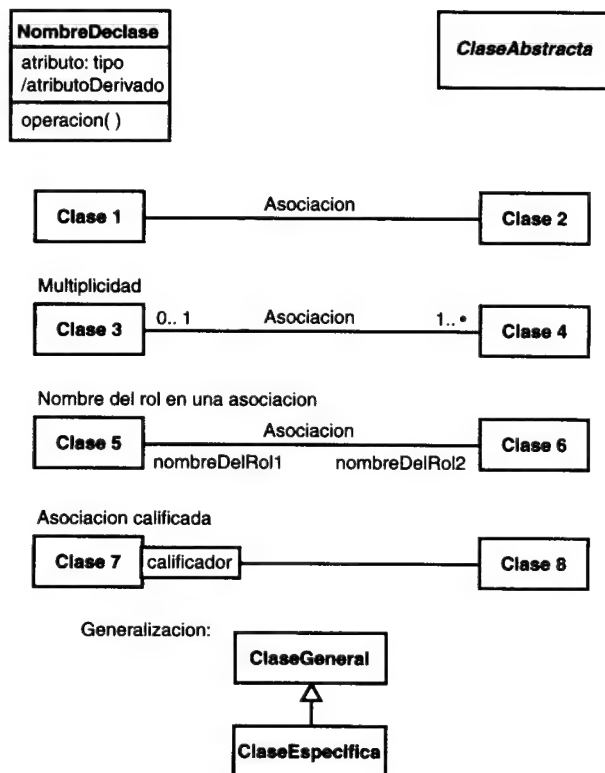 NombreDeclase
atributo: tipo
/atributoDerivado
operacion( )
ClaseAbstracta
Asociacion
Clase 1
Clase 2
Multiplicidad
Clase 3
0.. 1
Asociacion
1.. *
Clase 4
Nombre del rol en una asociacion
Clase 5
Asociacion
Clase 6
nombreDelRol1
nombreDelRol2
Asociacion calificada
Clase 7
calificador
Clase 8
Generalizacion:
ClaseGeneral
ClaseEspecifica